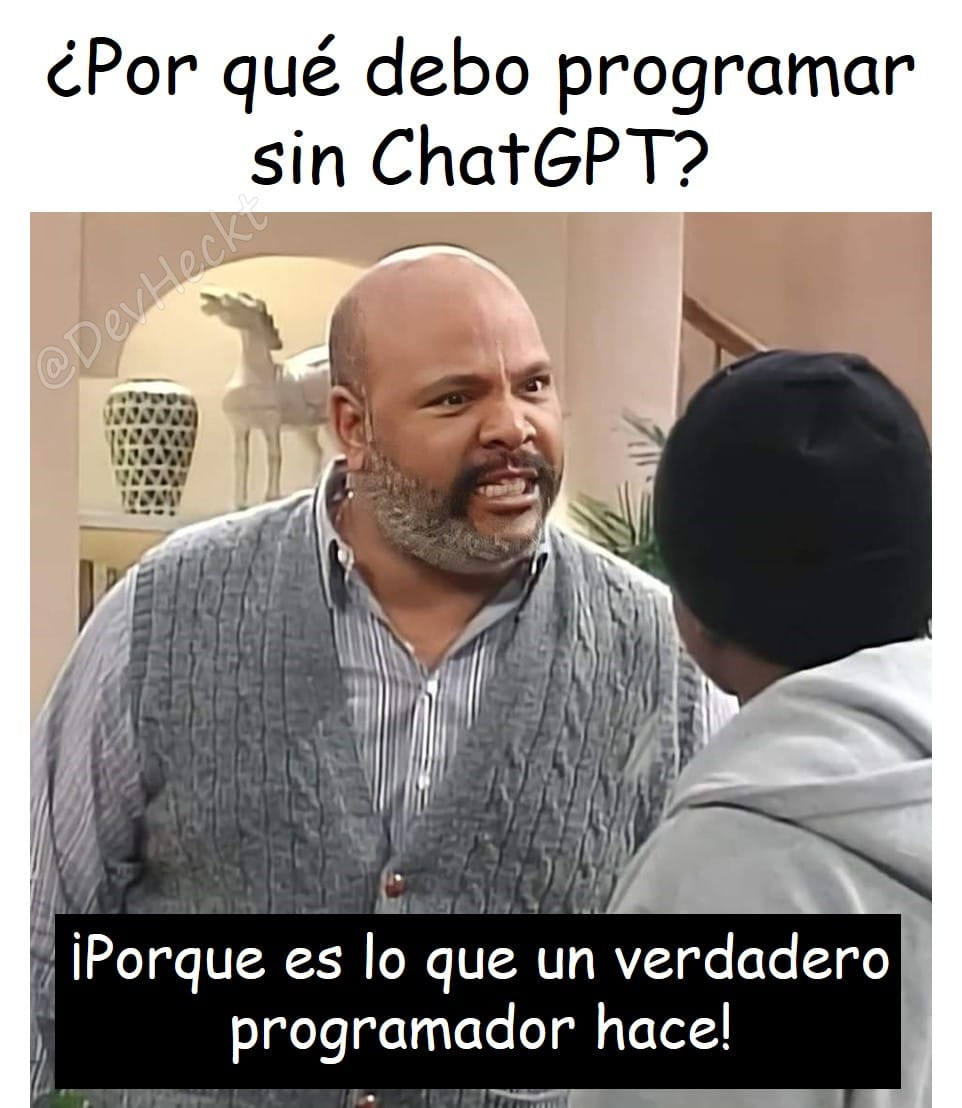 ¿Por qué debo programar
sin ChatGPT?
@DevHeckt
¡Porque es lo que un verdadero
programador hace!